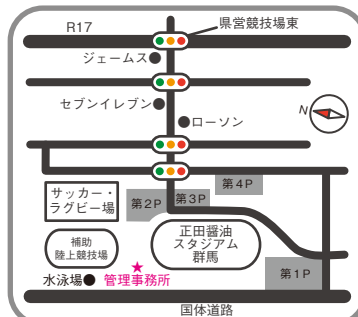 R17
県営競技場東
ジェームス
セブンイレブン
ローソン
N
第4P
サッカー・
ラグビー場
第2P
第3P
補助
陸上競技場
正田醤油
スタジアム
群馬
第1P
水泳場
管理事務所
国体道路